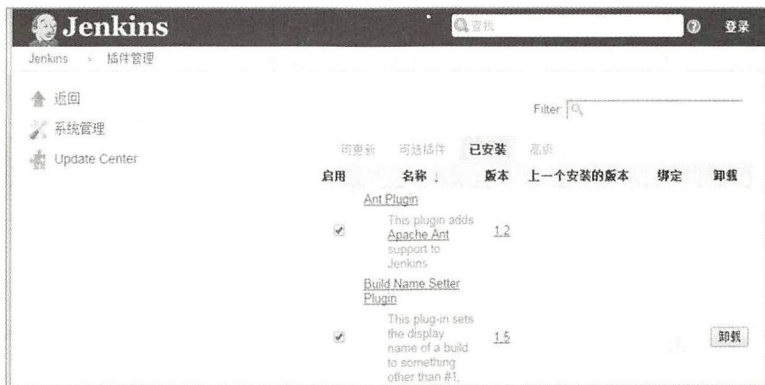 Jenkins
查找
登录
Jenkins › 插件管理
返回
系统管理
Update Center
Filter:
可更新 可选插件 已安装 高级
启用 名称 ↓ 版本 上一个安装的版本 绑定 卸载
Ant Plugin
This plugin adds
Apache Ant
support to
Jenkins
1.2
Build Name Setter
Plugin
This plug-in sets
the display
name of a build
to something
other than #1,
1.5
卸载